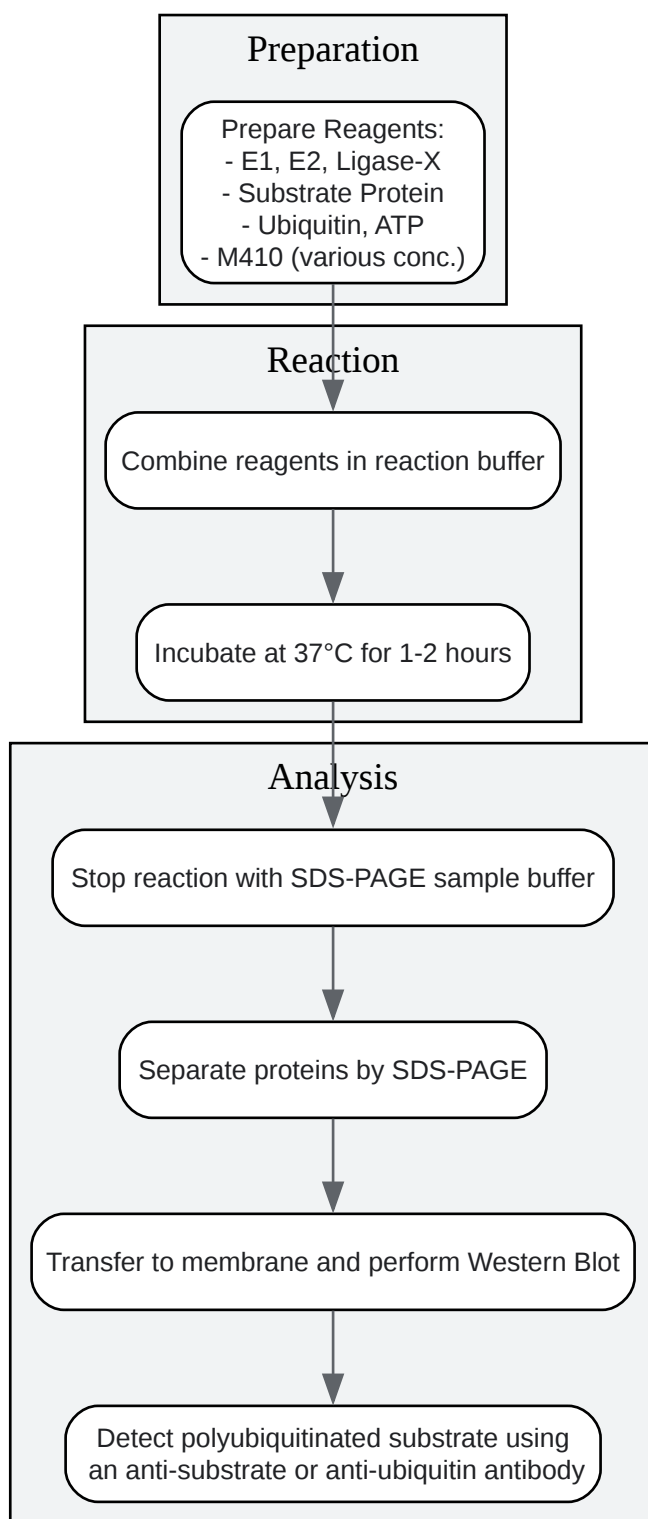 Preparation
Prepare Reagents:
- E1, E2, Ligase-X
- Substrate Protein
- Ubiquitin, ATP
- M410 (various conc.)
Reaction
Combine reagents in reaction buffer
Incubate at 37°C for 1-2 hours
Analysis
Stop reaction with SDS-PAGE sample buffer
Separate proteins by SDS-PAGE
Transfer to membrane and perform Western Blot
Detect polyubiquitinated substrate using
an anti-substrate or anti-ubiquitin antibody